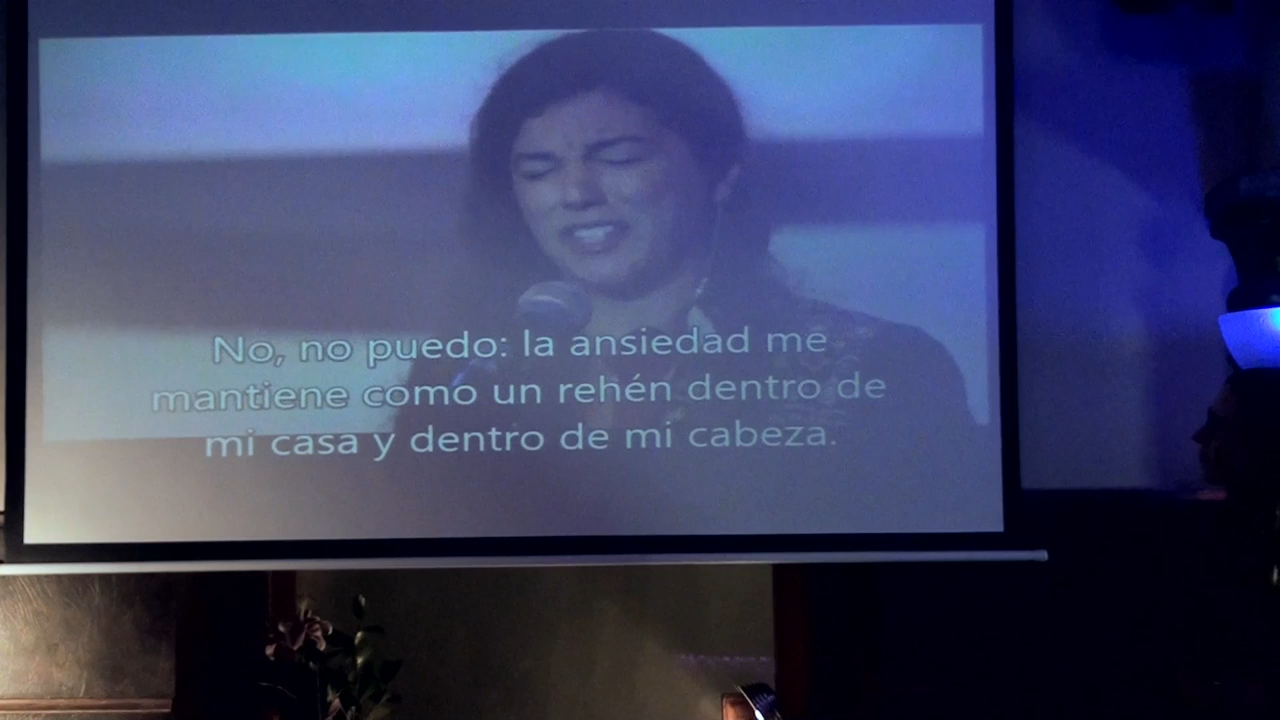 No, no puedo: la ansiedad me
mantiene como un rehén dentro de
mi casa y dentro de mi cabeza.